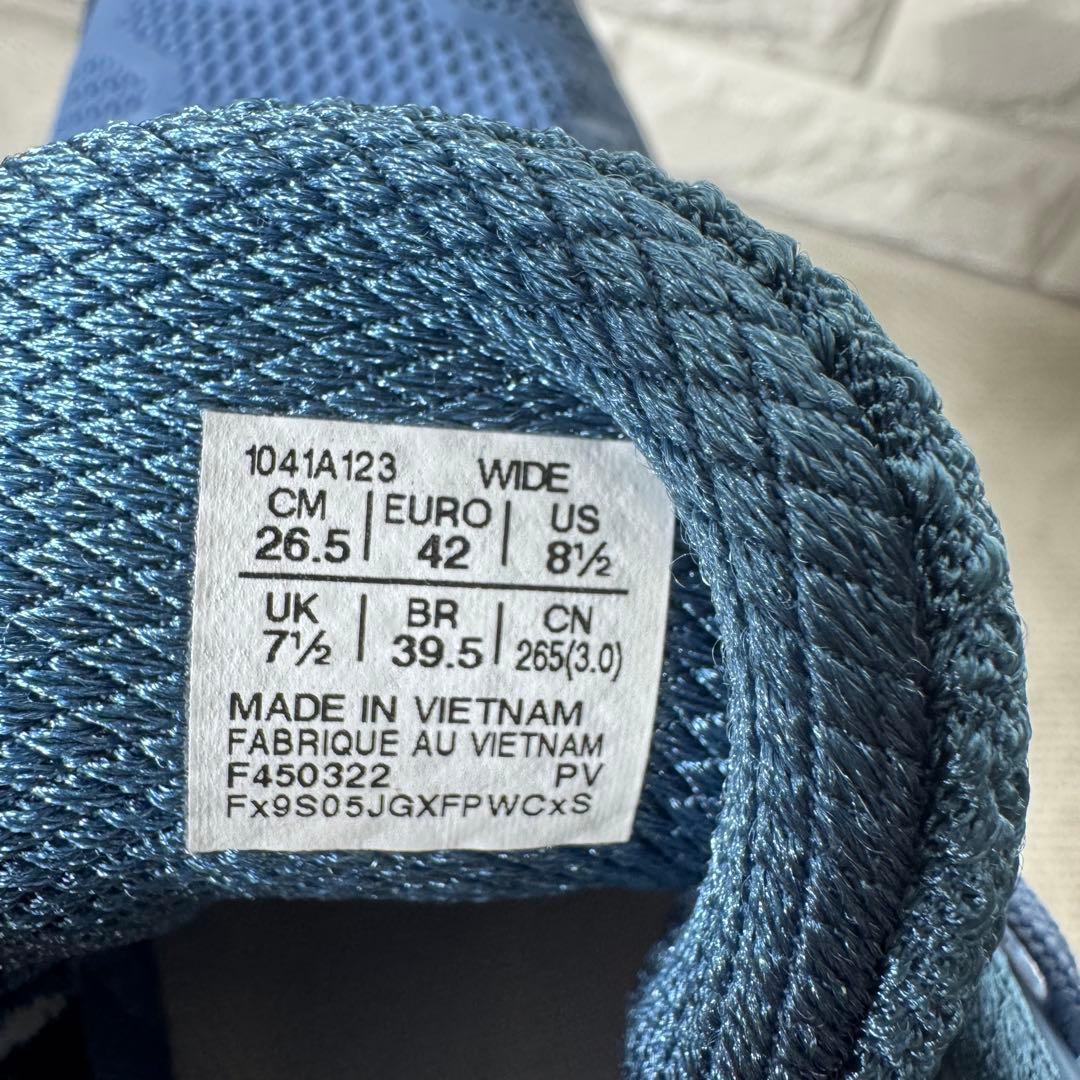 1041A123 WIDE
CM | EURO | US
26.5 | 42 | 8½
UK | BR | CN
7½ | 39.5 | 265(3.0)
MADE IN VIETNAM
FABRIQUE AU VIETNAM
F450322 PV
Fx9S05JGXFPWCxS